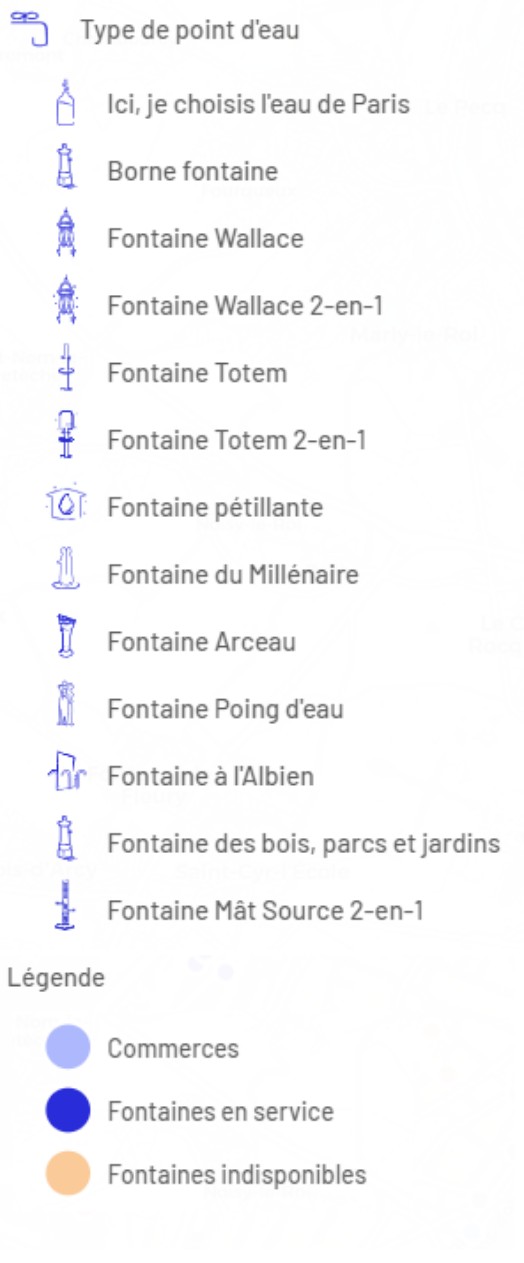 Type de point d'eau
Ici, je choisis l'eau de Paris
Borne fontaine
Fontaine Wallace
Fontaine Wallace 2-en-1
Fontaine Totem
Fontaine Totem 2-en-1
Fontaine pétillante
Fontaine du Millénaire
Fontaine Arceau
Fontaine Poing d'eau
Fontaine à l'Albien
Fontaine des bois, parcs et jardins
Fontaine Mât Source 2-en-1
Légende
Commerces
Fontaines en service
Fontaines indisponibles